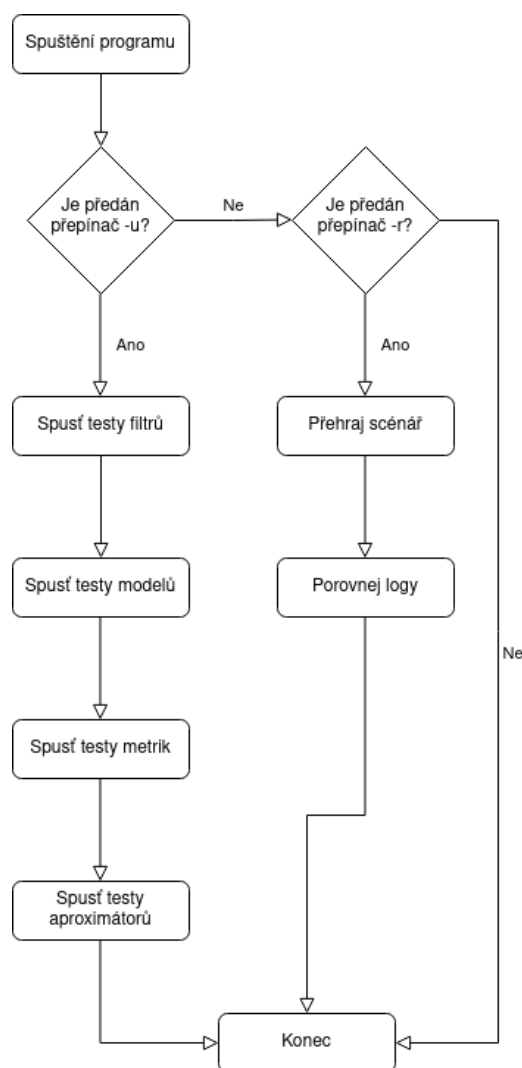 Spuštění programu
Je předán
přepínač -u?
Ne
Je předán
přepínač -r?
Ano
Ano
Spusť testy filtrů
Přehraj scénář
Spusť testy modelů
Porovnej logy
Ne
Spusť testy metrik
Spusť testy
aproximátorů
Konec